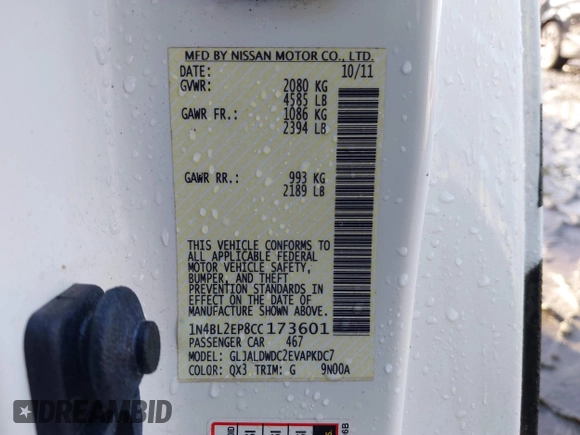 MFD BY NISSAN MOTOR CO., LTD.
DATE: 10/11
GVWR: 2080 KG
4585 LB
GAWR FR.: 1086 KG
2394 LB
GAWR RR.: 993 KG
2189 LB
THIS VEHICLE CONFORMS TO
ALL APPLICABLE FEDERAL
MOTOR VEHICLE SAFETY,
BUMPER, AND THEFT
PREVENTION STANDARDS IN
EFFECT ON THE DATE OF
MANUFACTURE SHOWN ABOVE.
1N4BL2EP8CC173601
PASSENGER CAR 467
MODEL: GLJALDWDC2EVAPKDC7
COLOR: QX3 TRIM: G 9N00A
DREAMBID